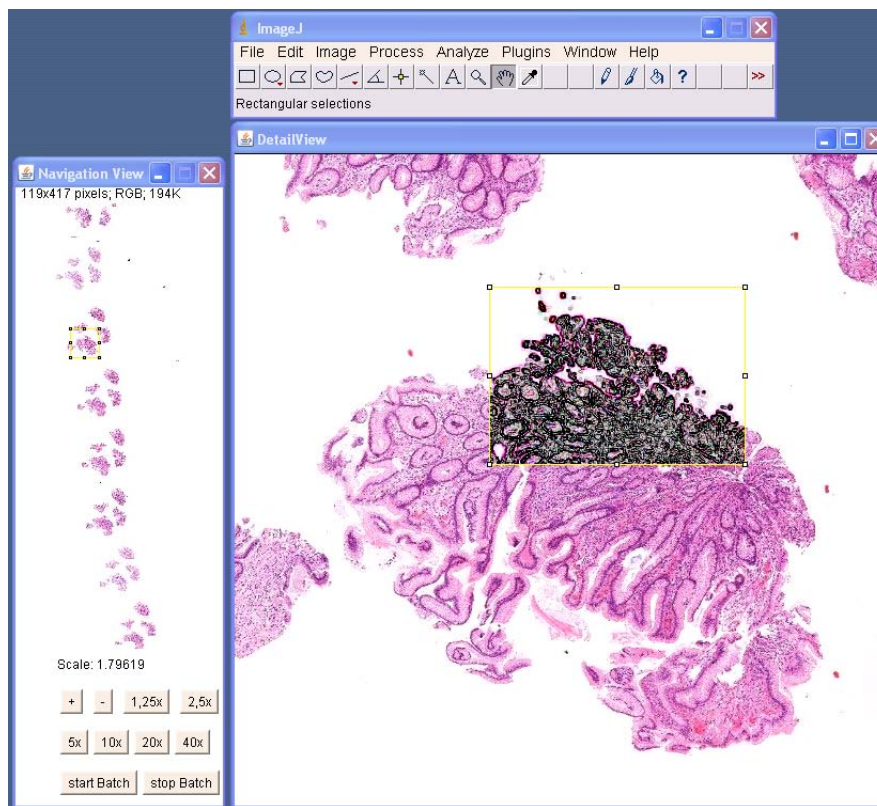 ImageJ
File Edit Image Process Analyze Plugins Window Help
A ? >>
Rectangular selections
DetailView
Navigation View
119x417 pixels; RGB; 194K
Scale: 1.79619
+ - 1,25x 2,5x
5x 10x 20x 40x
start Batch stop Batch